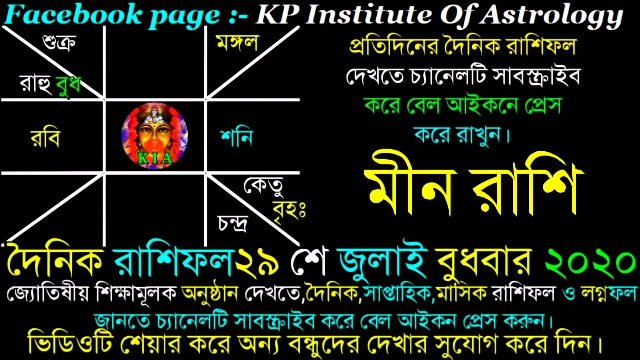 Facebook page :- KP Institute Of Astrology
শুক্র
মঙ্গল
রাহু বুধ
রবি
K I A
শনি
কেতু
বৃহঃ
চন্দ্র
প্রতিদিনের দৈনিক রাশিফল
দেখতে চ্যানেলটি সাবস্ক্রাইব
করে বেল আইকনে প্রেস
করে রাখুন।
মীন রাশি
দৈনিক রাশিফল২৯ শে জুলাই বুধবার ২০২০
জ্যোতিষীয় শিক্ষামূলক অনুষ্ঠান দেখতে,দৈনিক,সাপ্তাহিক,মাসিক রাশিফল ও লগ্নফল
জানতে চ্যানেলটি সাবস্ক্রাইব করে বেল আইকন প্রেস করুন।
ভিডিওটি শেয়ার করে অন্য বন্ধুদের দেখার সুযোগ করে দিন।